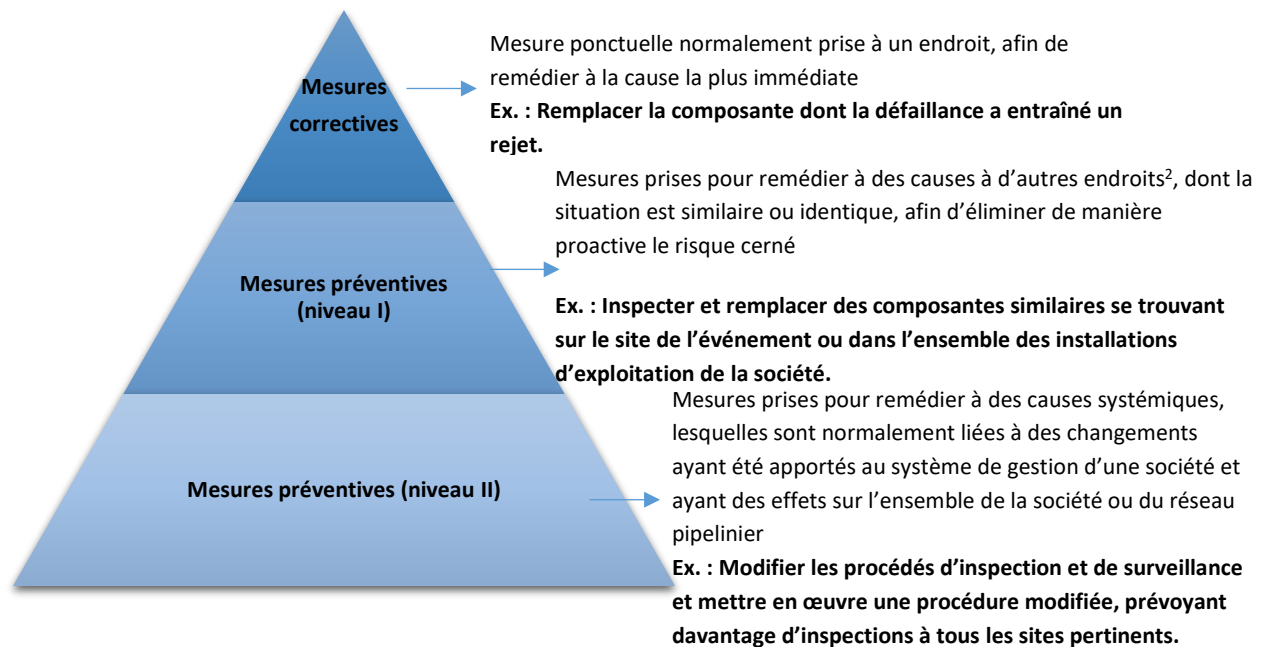 Mesures
correctives
Mesure ponctuelle normalement prise à un endroit, afin de
remédier à la cause la plus immédiate
Ex. : Remplacer la composante dont la défaillance a entraîné un
rejet.
Mesures préventives
(niveau I)
Mesures prises pour remédier à des causes à d’autres endroits², dont la
situation est similaire ou identique, afin d’éliminer de manière
proactive le risque cerné
Ex. : Inspecter et remplacer des composantes similaires se trouvant
sur le site de l’événement ou dans l’ensemble des installations
d’exploitation de la société.
Mesures préventives (niveau II)
Mesures prises pour remédier à des causes systémiques,
lesquelles sont normalement liées à des changements
ayant été apportés au système de gestion d’une société et
ayant des effets sur l’ensemble de la société ou du réseau
pipelinier
Ex. : Modifier les procédés d’inspection et de surveillance
et mettre en œuvre une procédure modifiée, prévoyant
davantage d’inspections à tous les sites pertinents.